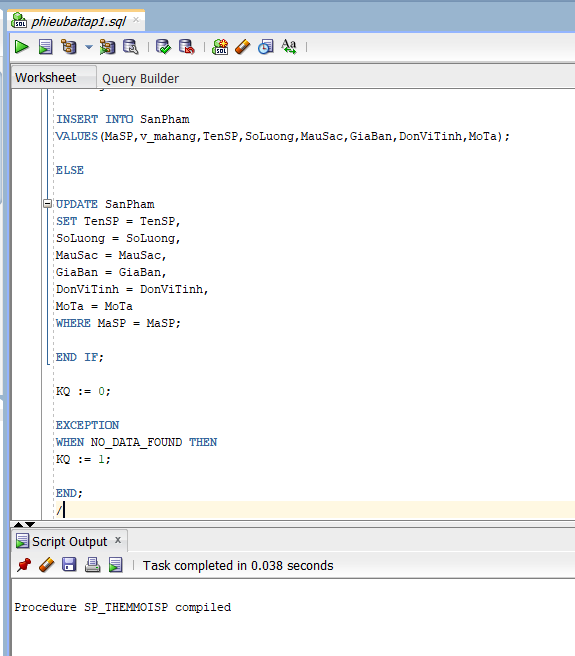 phieubaitap1.sql
Worksheet Query Builder
INSERT INTO SanPham
VALUES(MaSP,v_mahang,TenSP,SoLuong,MauSac,GiaBan,DonViTinh,MoTa);
ELSE
UPDATE SanPham
SET TenSP = TenSP,
SoLuong = SoLuong,
MauSac = MauSac,
GiaBan = GiaBan,
DonViTinh = DonViTinh,
MoTa = MoTa
WHERE MaSP = MaSP;
END IF;
KQ := 0;
EXCEPTION
WHEN NO_DATA_FOUND THEN
KQ := 1;
END;
/
Script Output x
Task completed in 0.038 seconds
Procedure SP_THEMMOISP compiled